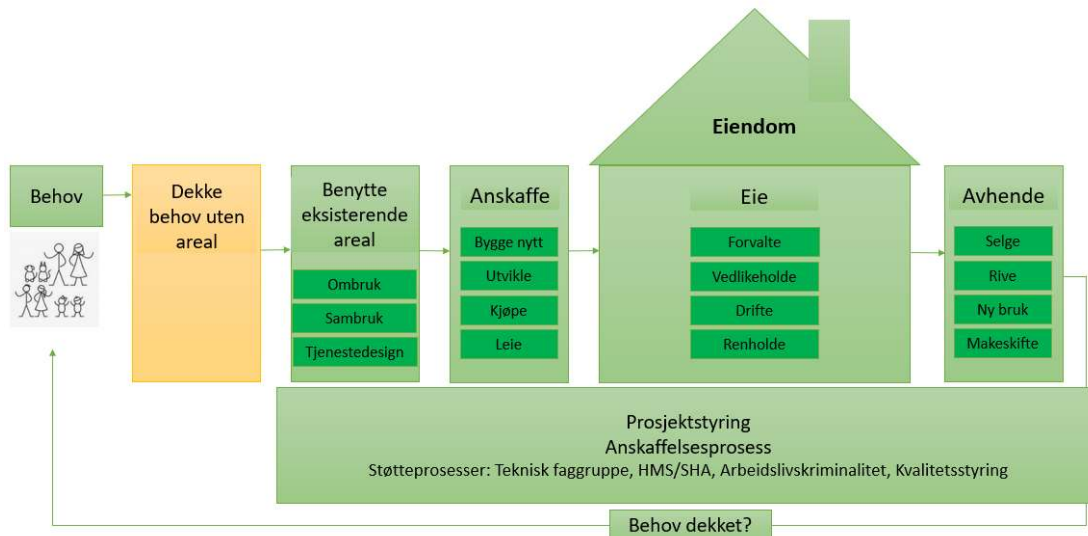 Eiendom
Behov
Dekke
behov uten
areal
Benytte
eksisterende
areal
Ombruk
Sambruk
Tjenestedesign
Anskaffe
Bygge nytt
Utvikle
Kjøpe
Leie
Eie
Forvalte
Vedlikeholde
Drifte
Renholde
Avhende
Selge
Rive
Ny bruk
Makeskifte
Prosjektstyring
Anskaffelsesprosess
Støtteprosesser: Teknisk faggruppe, HMS/SHA, Arbeidslivskriminalitet, Kvalitetsstyring
Behov dekket?